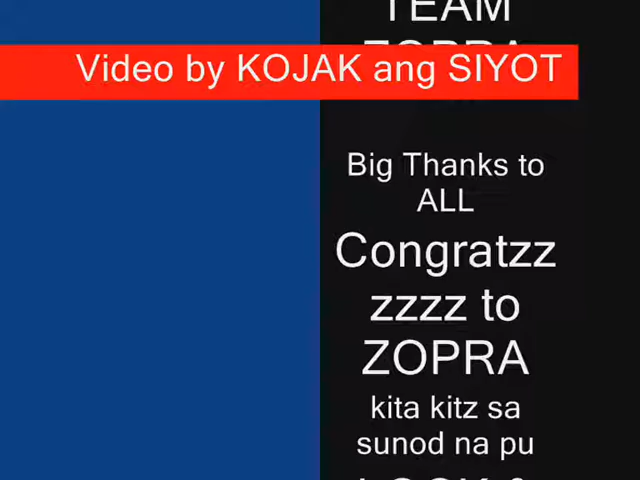 TEAM
Video by KOJAK ang SIYOT
Big Thanks to
ALL
Congratzz
zzzz to
ZOPRA
kita kitz sa
sunod na pu